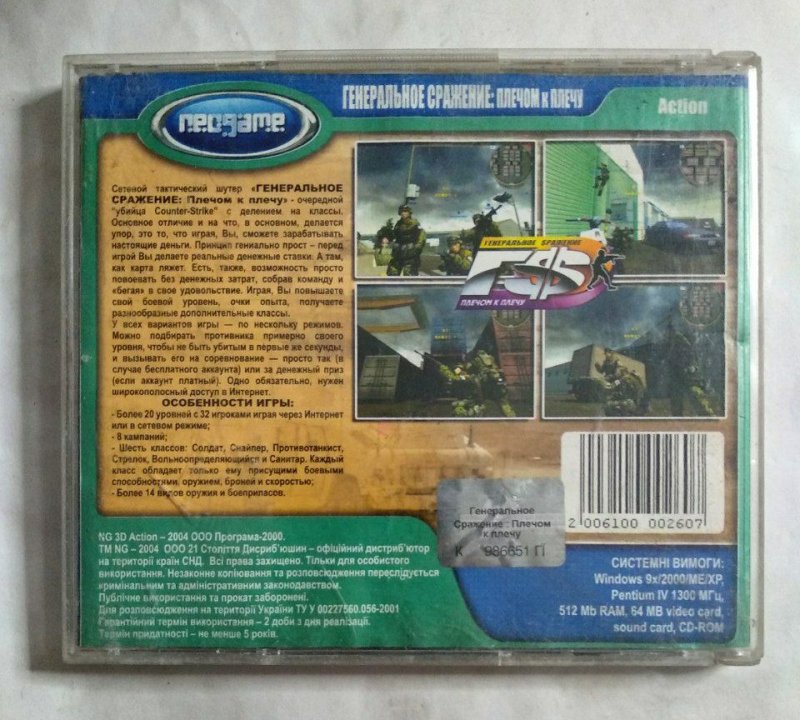 ГЕНЕРАЛЬНОЕ СРАЖЕНИЕ: ПЛЕЧОМ К ПЛЕЧУ
Action
neogame
Сетевой тактический шутер «ГЕНЕРАЛЬНОЕ
СРАЖЕНИЕ: Плечом к плечу» - очередной
"убийца Counter-Strike" с делением на классы.
Основное отличие и на что, в основном, делается
упор, это то, что играя, Вы, сможете зарабатывать
настоящие деньги. Принцип гениально прост – перед
игрой Вы делаете реальные денежные ставки. А там,
как карта ляжет. Есть, также, возможность просто
повоевать без денежных затрат, собрав команду и
«бегая» в свое удовольствие. Играя, Вы повышаете
свой боевой уровень, очки опыта, получаете
разнообразные дополнительные классы.
У всех вариантов игры — по нескольку режимов.
Можно подбирать противника примерно своего
уровня, чтобы не быть убитым в первые же секунды,
и вызывать его на соревнование – просто так (в
случае бесплатного аккаунта) или за денежный приз
(если аккаунт платный). Одно обязательно, нужен
широкополосный доступ в Интернет.
ОСОБЕННОСТИ ИГРЫ:
- Более 20 уровней с 32 игроками играя через Интернет
или в сетевом режиме;
- 8 кампаний;
- Шесть классов: Солдат, Снайпер, Противотанкист,
Стрелок, Вольноопределяющийся и Санитар. Каждый
класс обладает только ему присущими боевыми
способностями, оружием, броней и скоростью;
- Более 14 видов оружия и боеприпасов.
ГЕНЕРАЛЬНОЕ СРАЖЕНИЕ
ПЛЕЧОМ К ПЛЕЧУ
2 006100 002607
Генеральное
Сражение : Плечом
к плечу
К 986651 П
NG 3D Action – 2004 ООО Програма-2000.
TM NG – 2004 ООО 21 Століття Дисриб'юшин – офіційний дистриб'ютор
на території країн СНД. Всі права захищено. Тільки для особистого
використання. Незаконне копіювання та розповсюдження переслідується
кримінальним та адміністративним законодавством.
Публічне використання та прокат заборонені.
Для розповсюдження на території України ТУ У 00227560.056-2001
Гарантійний термін використання – 2 доби з дня реалізації.
Термін придатності – не менше 5 років.
СИСТЕМНІ ВИМОГИ:
Windows 9x/2000/ME/XP,
Pentium IV 1300 МГц,
512 Mb RAM, 64 MB video card,
sound card, CD-ROM